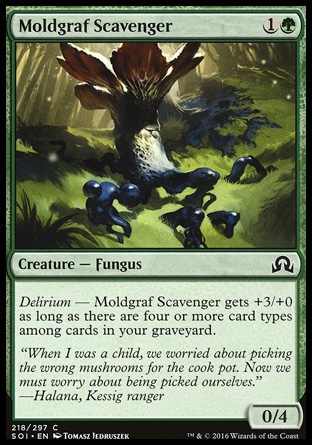 Moldgraf Scavenger 1
Creature — Fungus
Delirium — Moldgraf Scavenger gets +3/+0
as long as there are four or more card types
among cards in your graveyard.
"When I was a child, we worried about picking
the wrong mushrooms for the cook pot. Now we
must worry about being picked ourselves."
—Halana, Kessig ranger
0/4
218/297 C
SOI • EN Tomasz Jedruszek
™ & © 2016 Wizards of the Coast